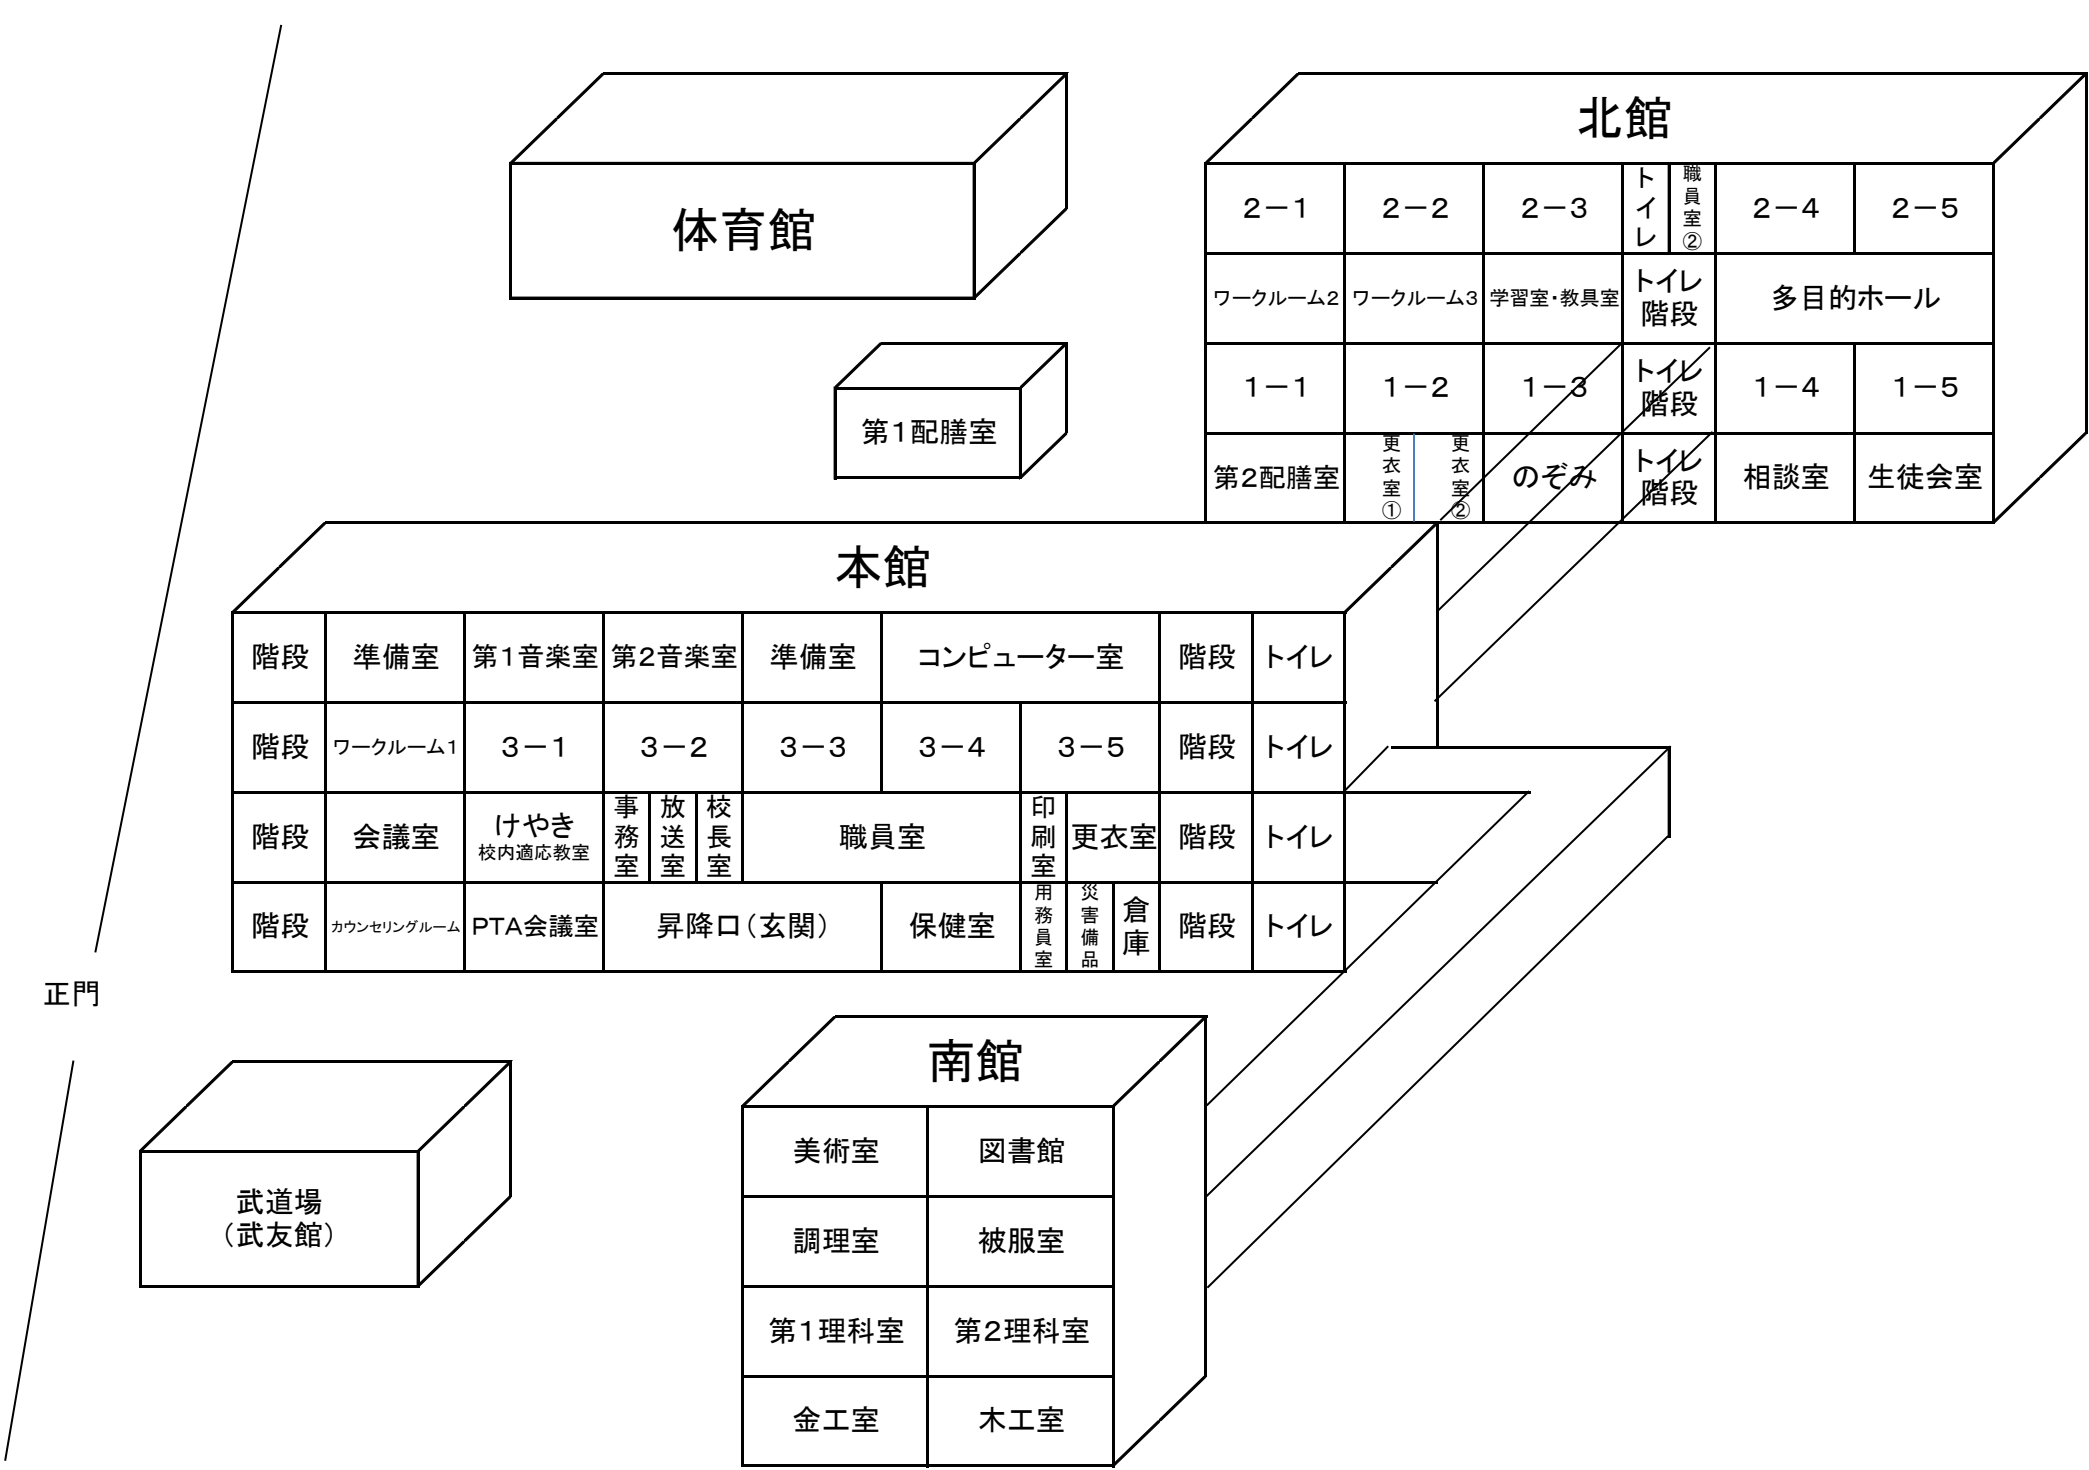 北館
体育館
2－1
2－2
2－3
トイレ
職員室②
2－4
2－5
ワークルーム2
ワークルーム3
学習室・教具室
トイレ
階段
多目的ホール
1－1
1－2
1－3
トイレ
階段
1－4
1－5
第1配膳室
第2配膳室
更衣室①
更衣室②
のぞみ
トイレ
階段
相談室
生徒会室
本館
階段
準備室
第1音楽室
第2音楽室
準備室
コンピューター室
階段
トイレ
階段
ワークルーム1
3－1
3－2
3－3
3－4
3－5
階段
トイレ
階段
会議室
けやき
校内適応教室
事務室
放送室
校長室
職員室
印刷室
更衣室
階段
トイレ
階段
カウンセリングルーム
PTA会議室
昇降口（玄関）
保健室
用務員室
災害備品
倉庫
階段
トイレ
正門
南館
美術室
図書館
武道場
（武友館）
調理室
被服室
第1理科室
第2理科室
金工室
木工室